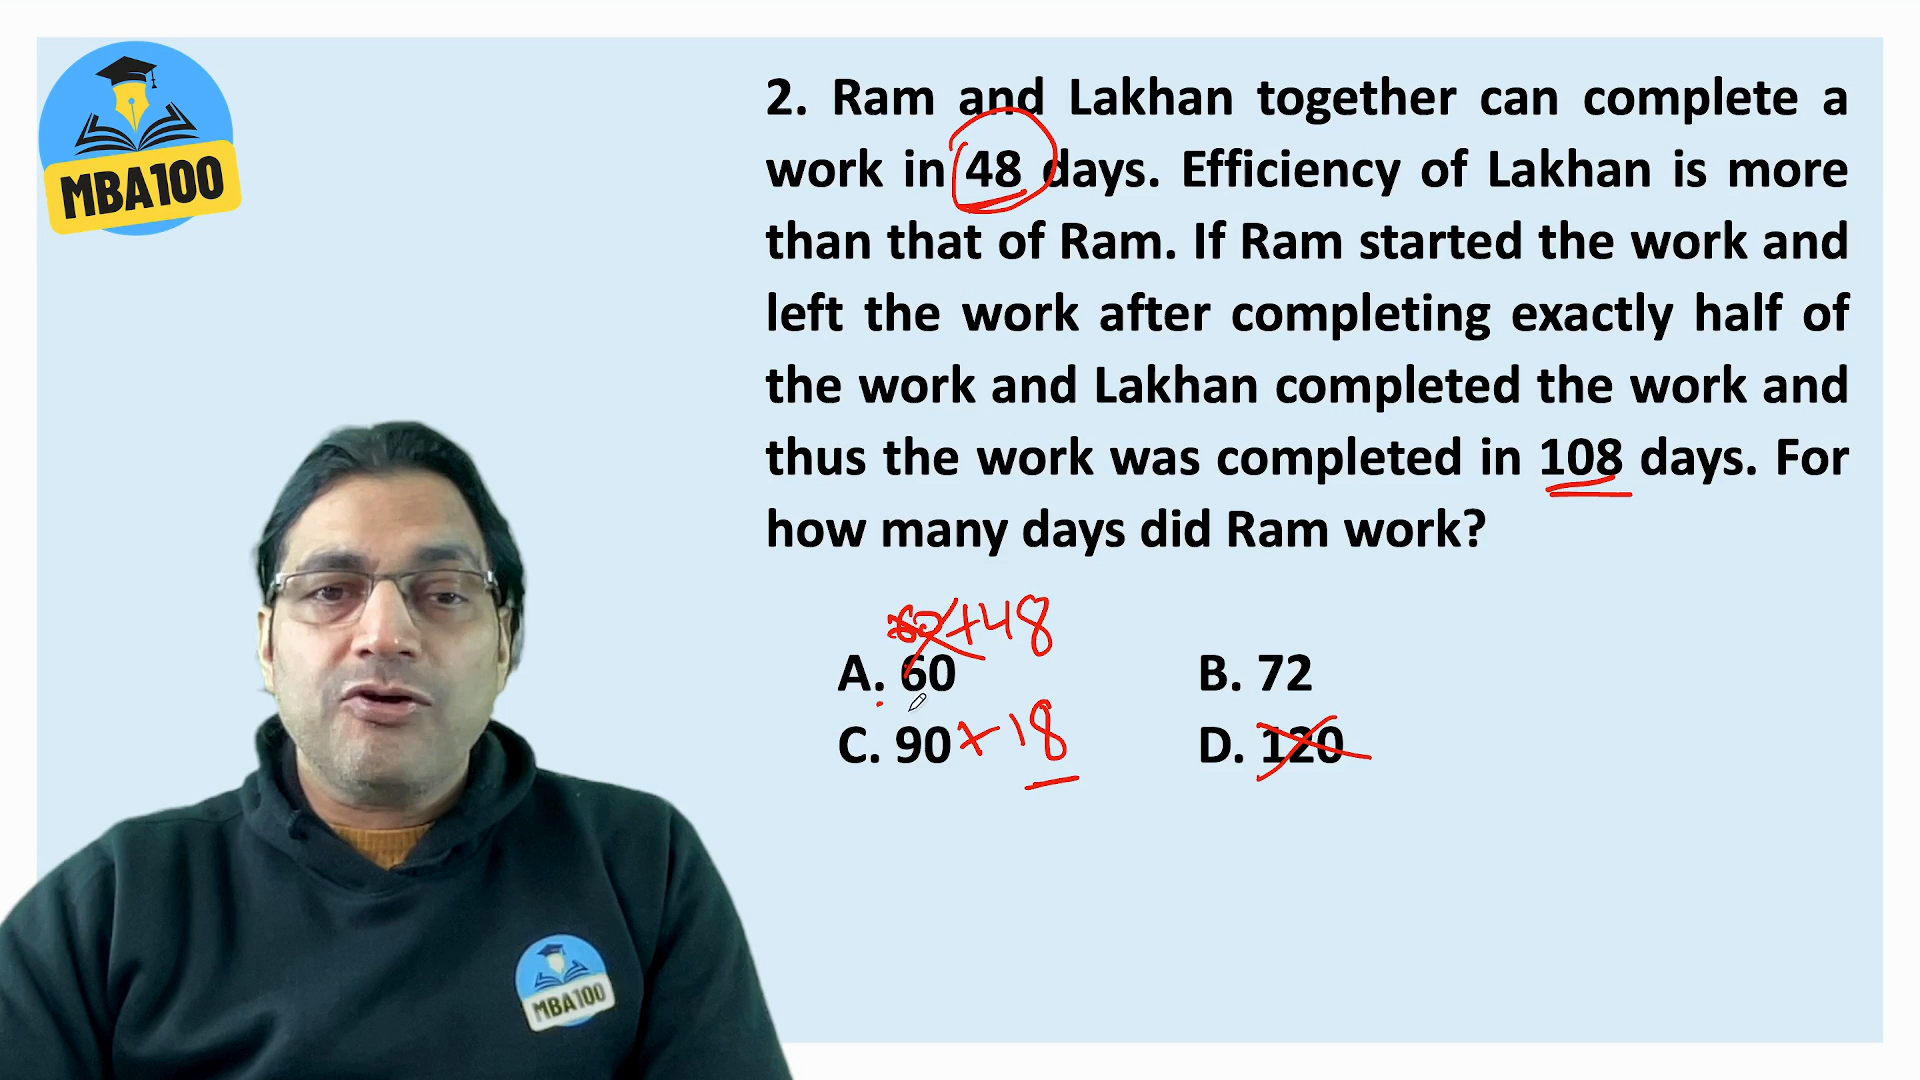 MBA100
2. Ram and Lakhan together can complete a
work in 48 days. Efficiency of Lakhan is more
than that of Ram. If Ram started the work and
left the work after completing exactly half of
the work and Lakhan completed the work and
thus the work was completed in 108 days. For
how many days did Ram work?
60+48
A. 60
B. 72
C. 90 +18
D. 120
MBA100